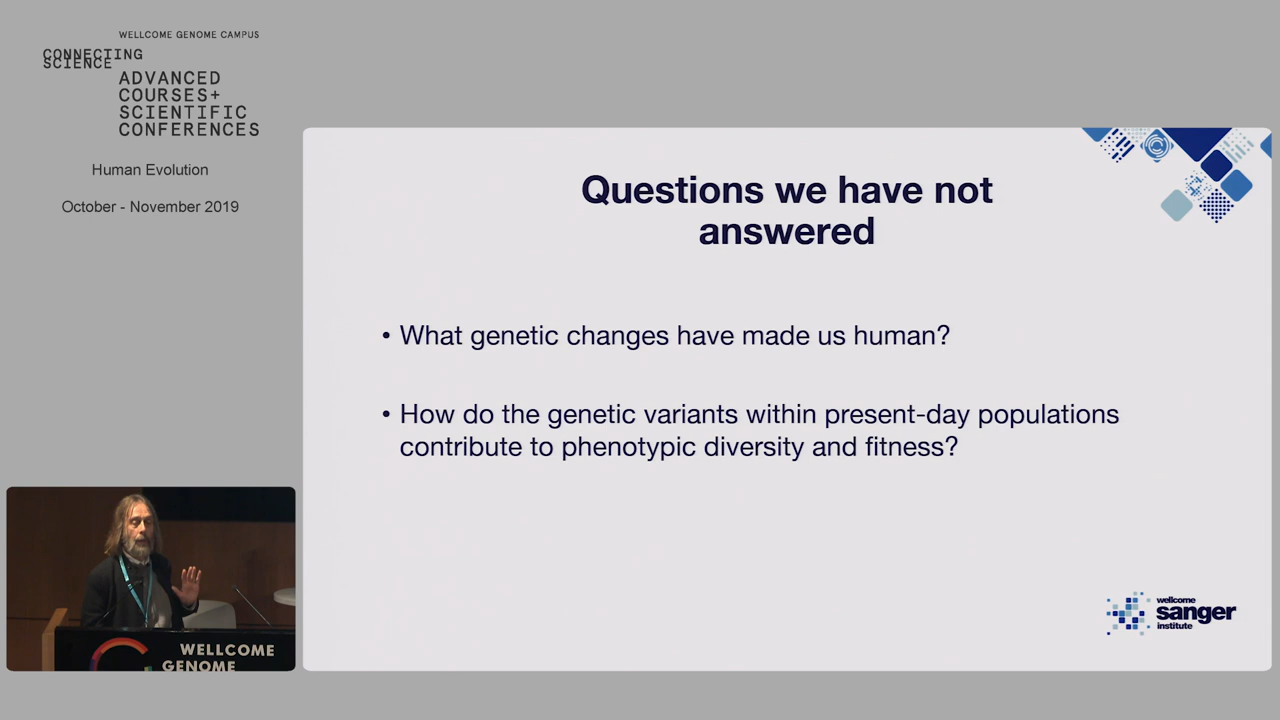 WELLCOME GENOME CAMPUS
CONNECTING
SCIENCE
ADVANCED
COURSES+
SCIENTIFIC
CONFERENCES
Human Evolution
October - November 2019
Questions we have not
answered
• What genetic changes have made us human?
• How do the genetic variants within present-day populations
contribute to phenotypic diversity and fitness?
WELLCOME
GENOME
wellcome
sanger
institute